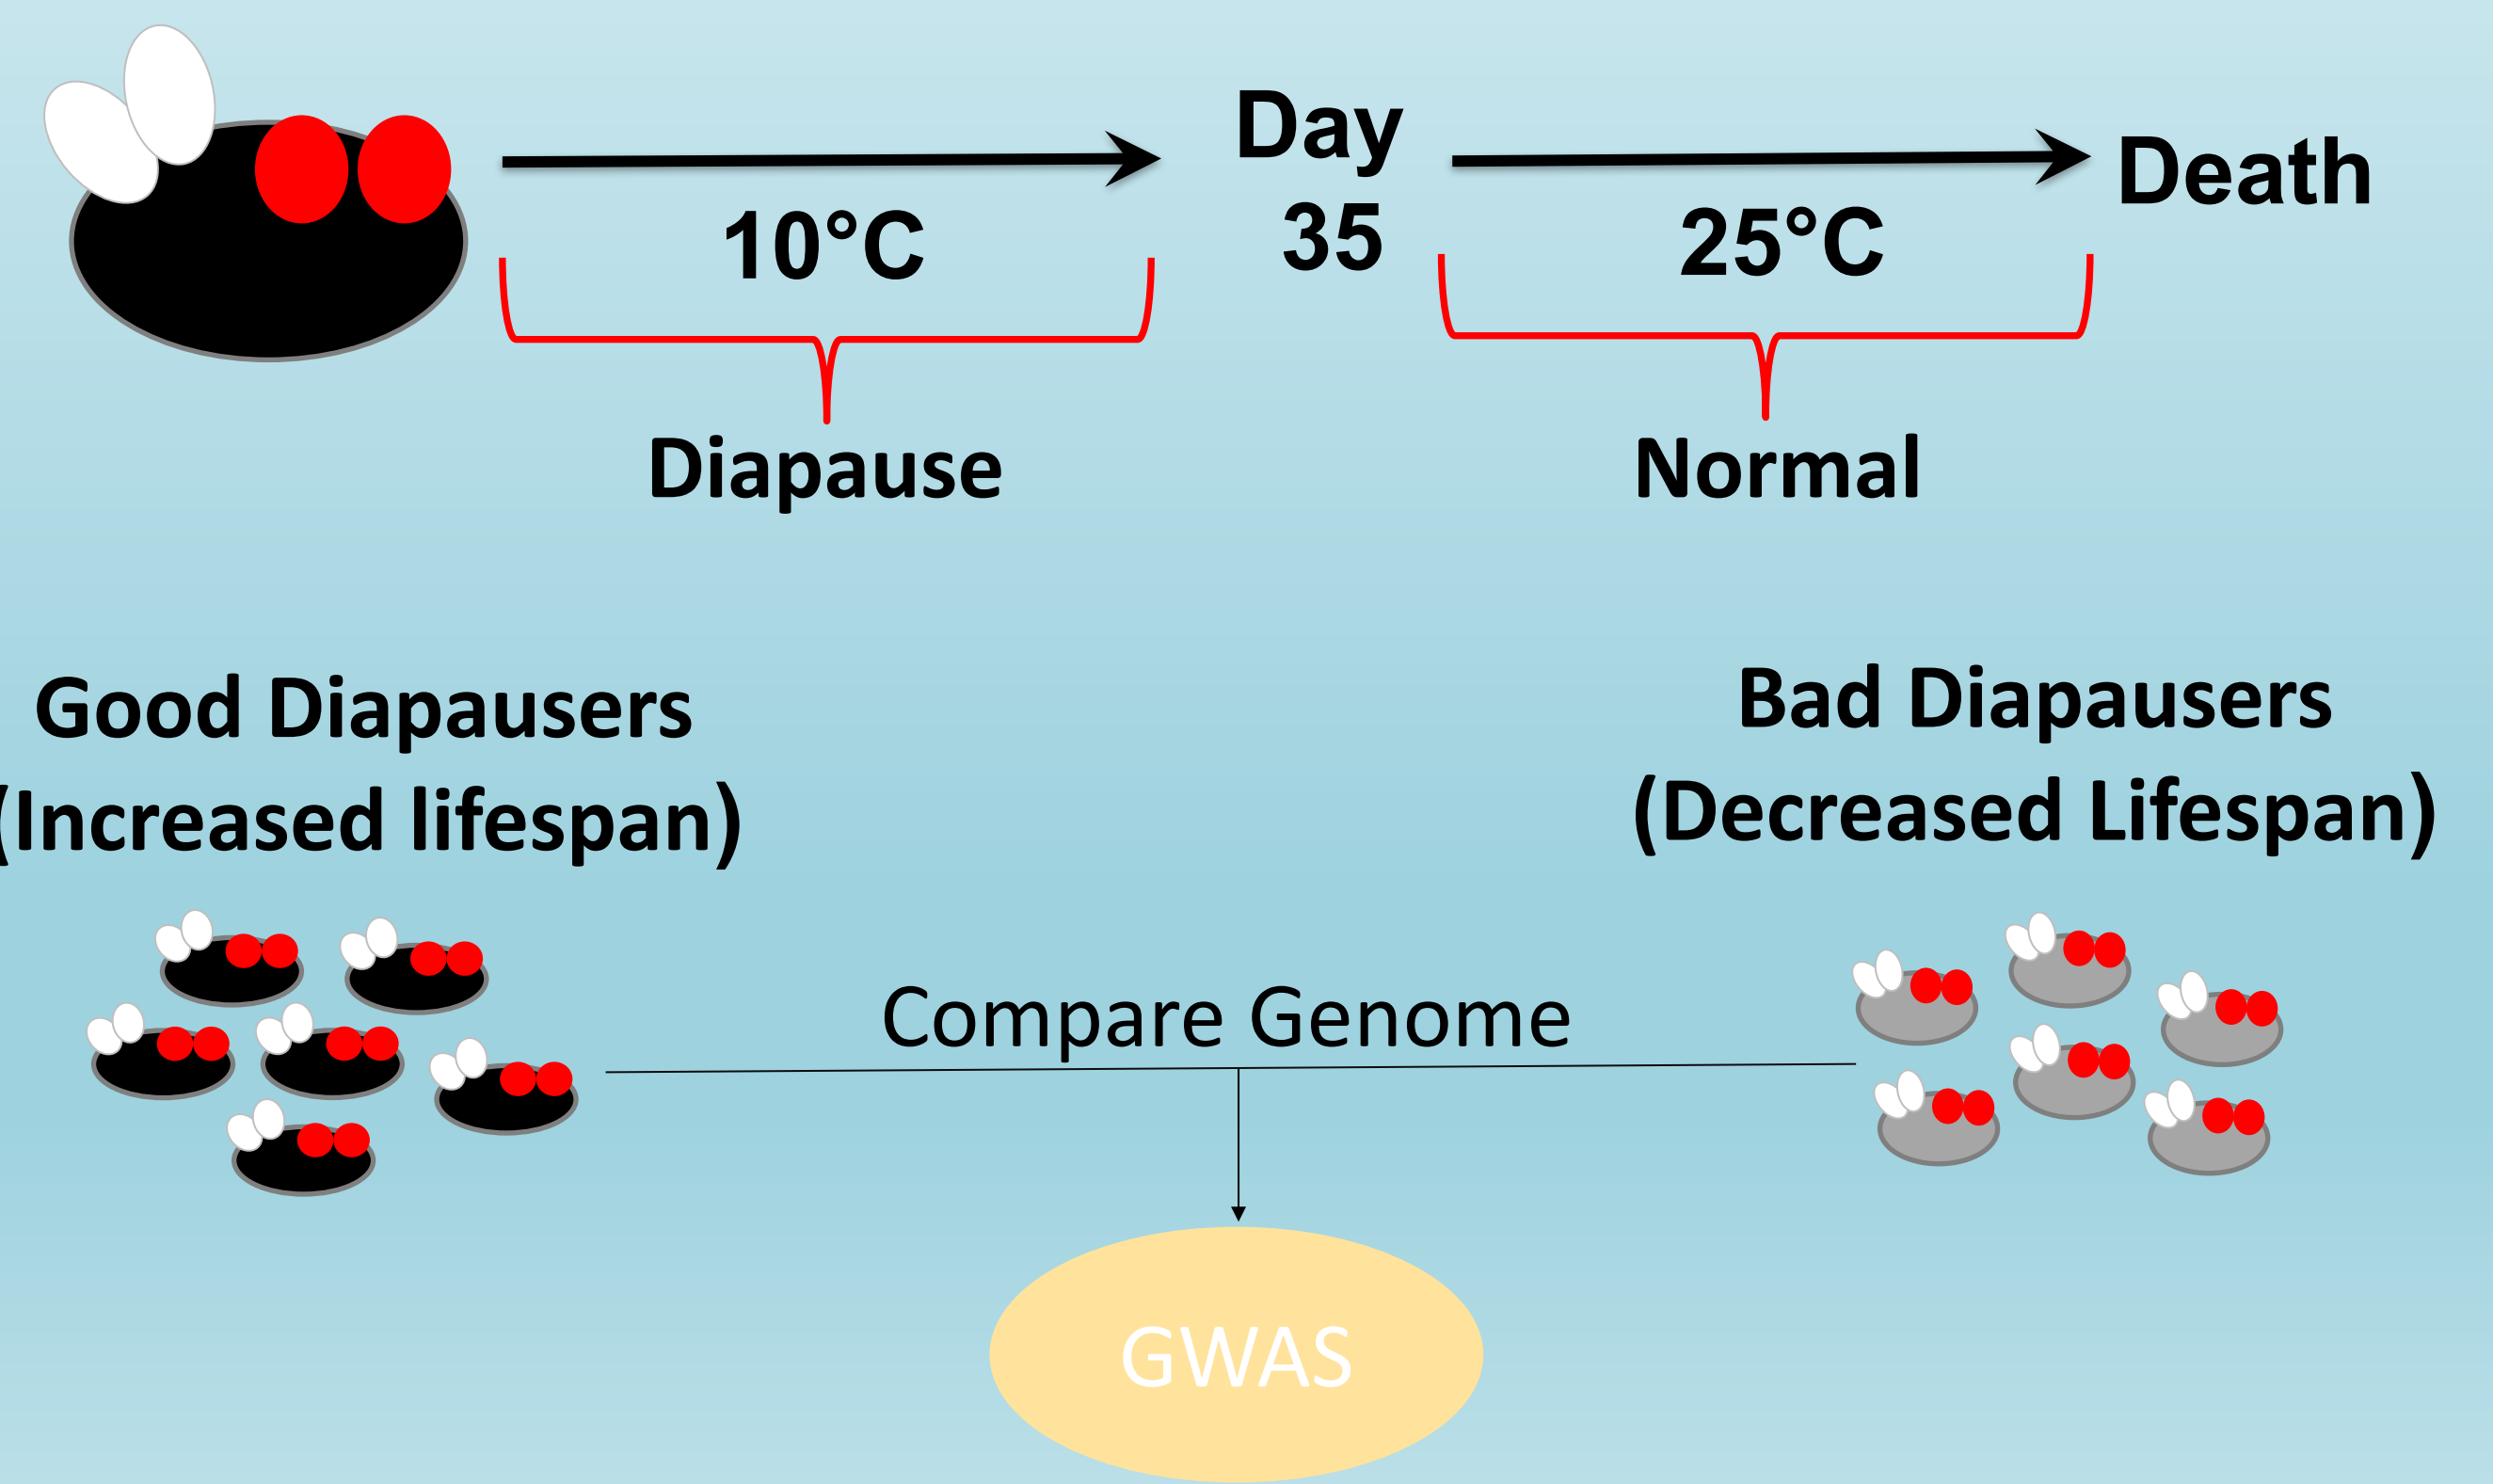 Day
35
Death
10°C
25°C
Diapause
Normal
Good Diapausers
(Increased lifespan)
Bad Diapausers
(Decreased Lifespan)
Compare Genome
GWAS